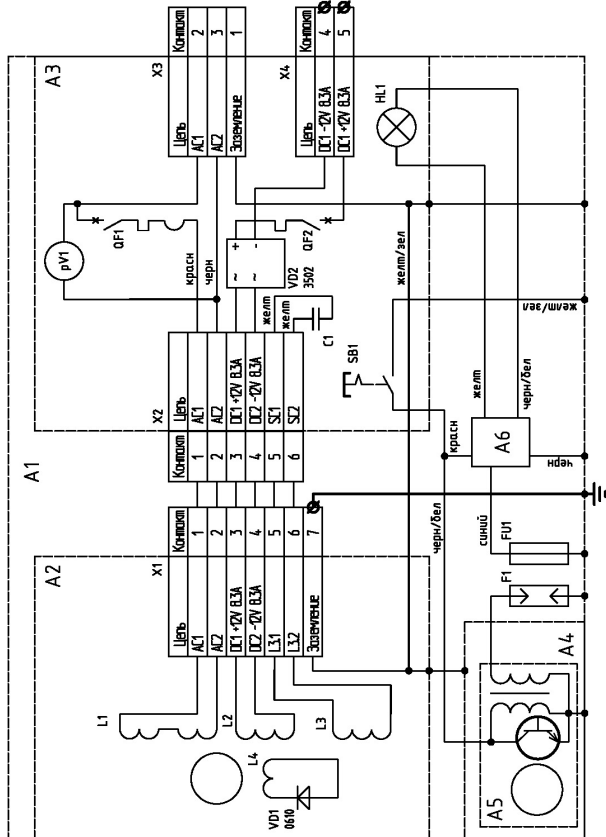 A1
A2
A3
L1
L2
L3
L4
VD1
0610
X1
Цепь Контакт
AC1 1
AC2 2
DC1 +12V 8.3A 3
DC2 -12V 8.3A 4
L3.1 5
L3.2 6
Заземление 7
X2
Контакт Цепь
1 AC1
2 AC2
3 DC1 +12V 8.3A
4 DC2 -12V 8.3A
5 SC1
6 SC2
pV1
QF1
красн
черн
желт
желт
C1
~ +
~ -
VD2
3502
QF2
X3
Цепь Контакт
AC1 2
AC2 3
Заземление 1
X4
Цепь Контакт
DC1 -12V 8.3A 4
DC1 +12V 8.3A 5
HL1
SB1
желт/зел
желт/зел
черн/бел
красн
желт
черн/бел
синий
A6
черн
FU1
F1
A4
A5